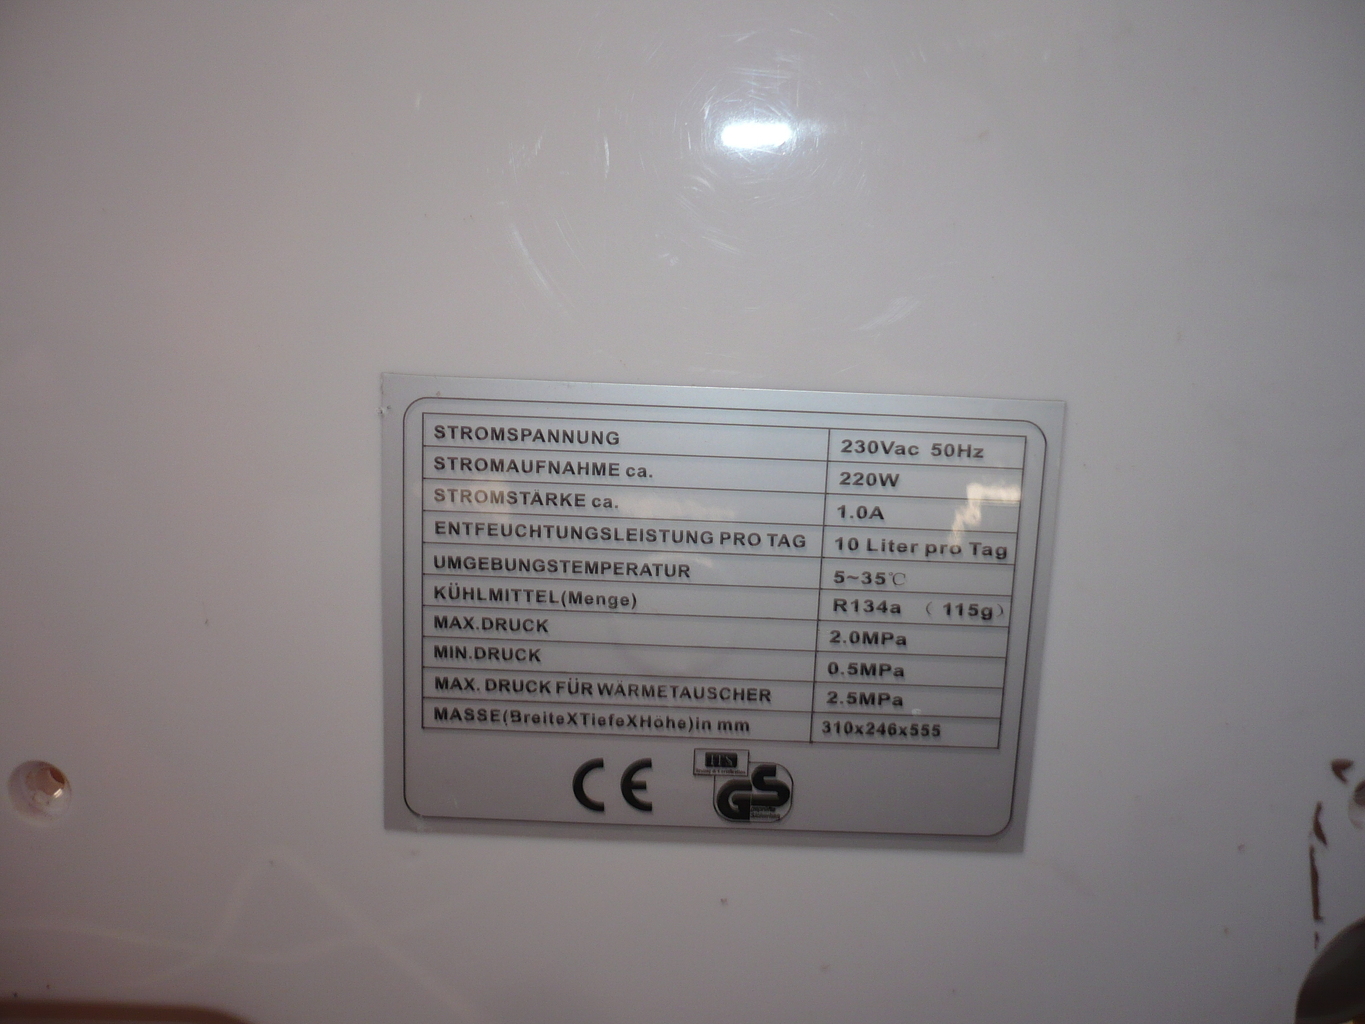 STROMSPANNUNG 230Vac 50Hz
STROMAUFNAHME ca. 220W
STROMSTÄRKE ca. 1.0A
ENTFEUCHTUNGSLEISTUNG PRO TAG 10 Liter pro Tag
UMGEBUNGSTEMPERATUR 5~35℃
KÜHLMITTEL(Menge) R134a （115g）
MAX.DRUCK 2.0MPa
MIN.DRUCK 0.5MPa
MAX. DRUCK FÜR WÄRMETAUSCHER 2.5MPa
MASSE(BreiteXTiefeXHöhe)in mm 310x246x555
CE
GS